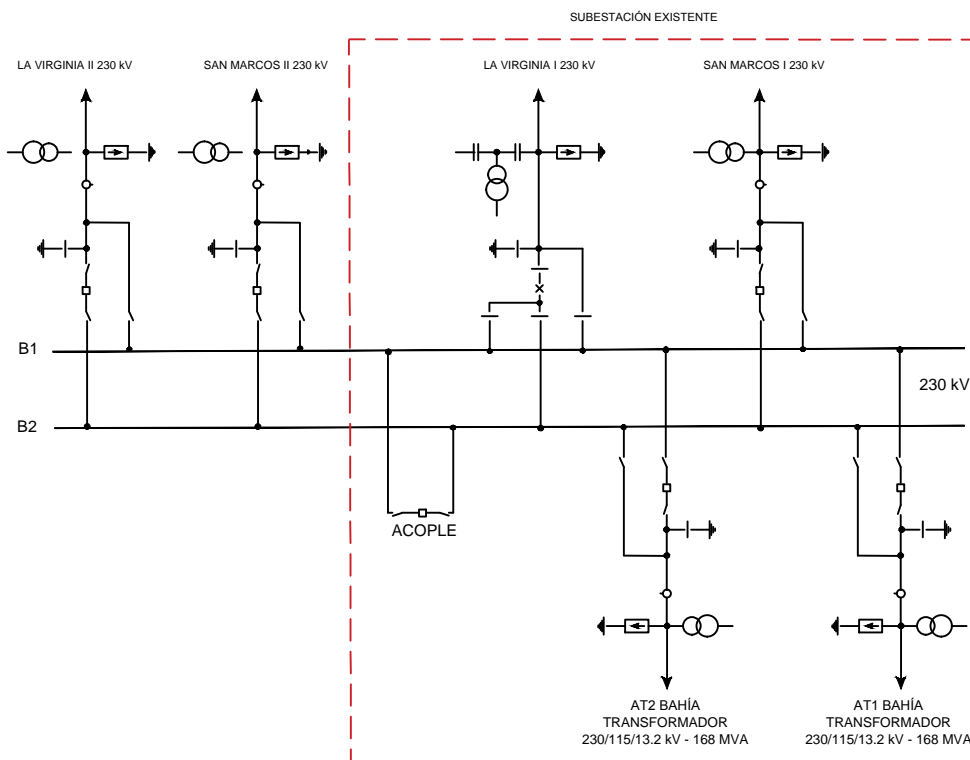 SUBESTACIÓN EXISTENTE
LA VIRGINIA II 230 kV
SAN MARCOS II 230 kV
LA VIRGINIA I 230 kV
SAN MARCOS I 230 kV
B1
230 kV
B2
ACOPLE
AT2 BAHÍA
TRANSFORMADOR
230/115/13.2 kV - 168 MVA
AT1 BAHÍA
TRANSFORMADOR
230/115/13.2 kV - 168 MVA